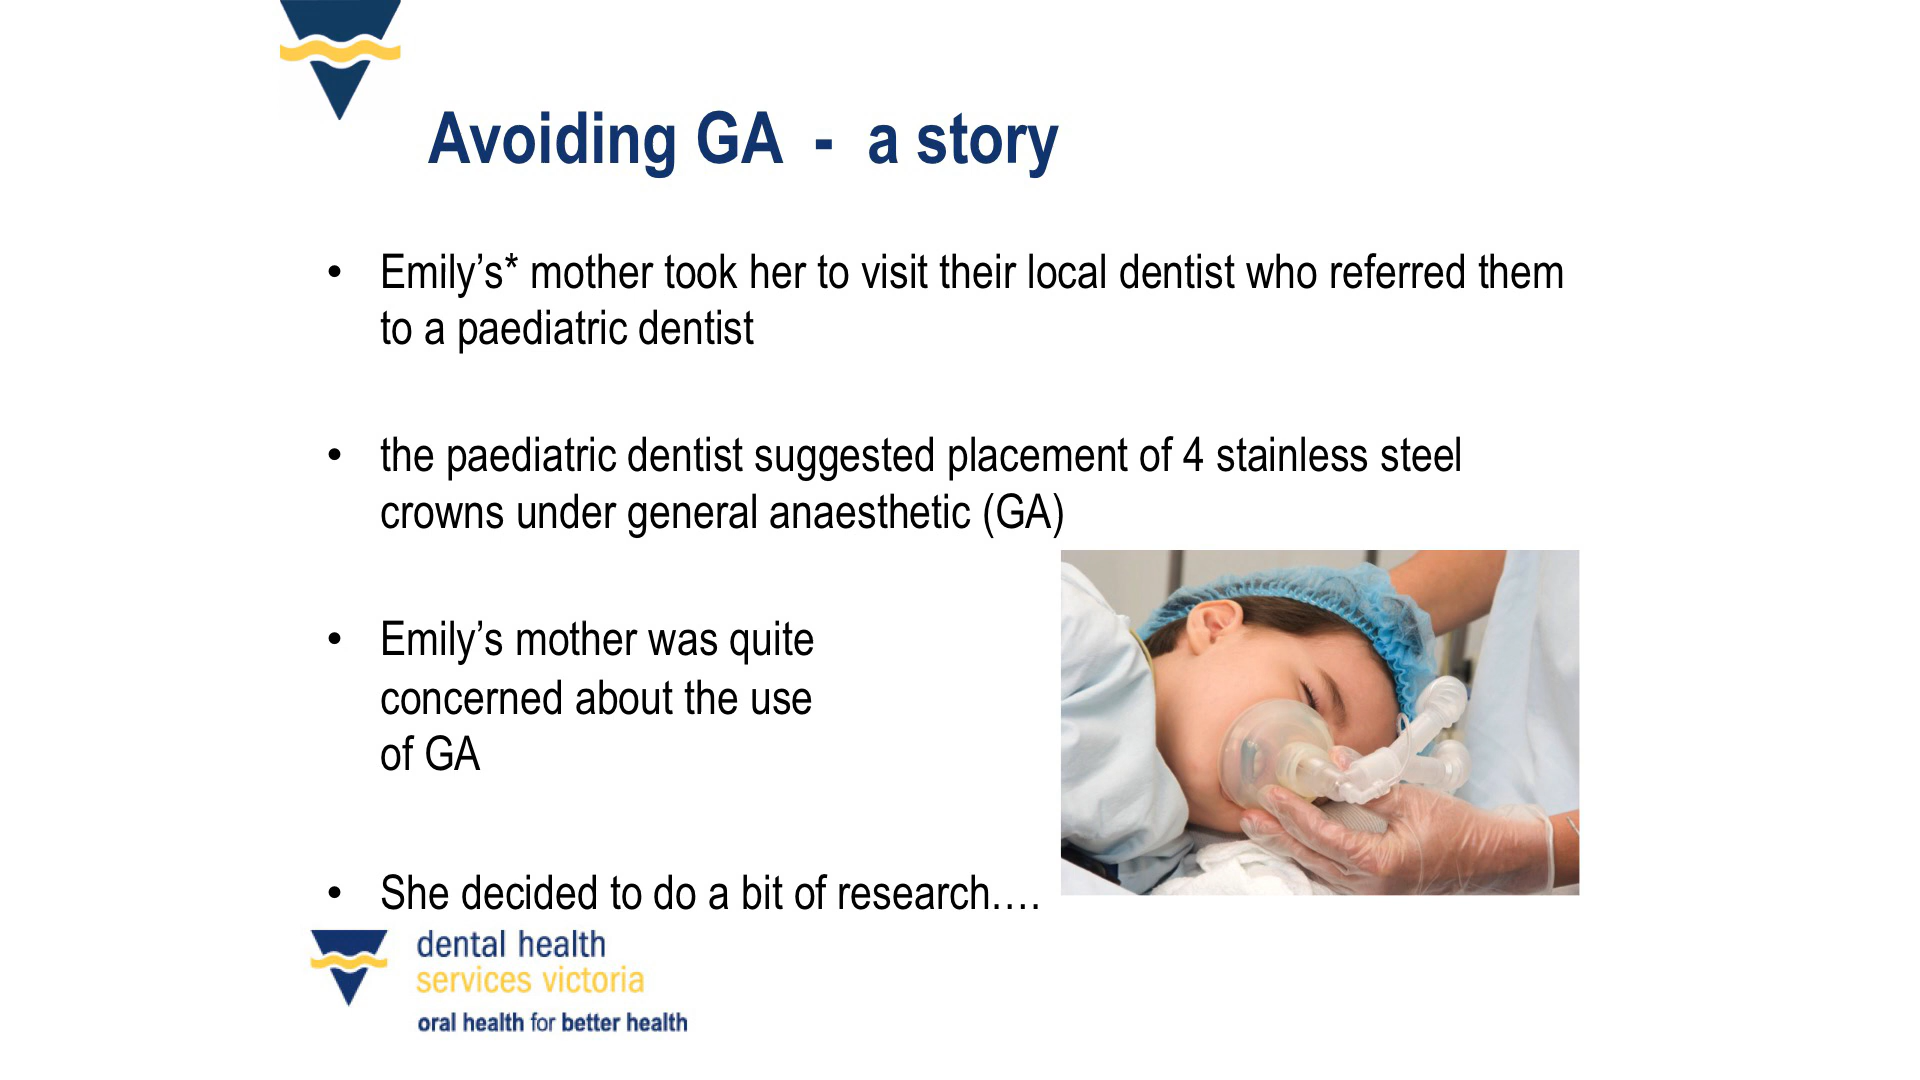 Avoiding GA - a story
• Emily’s* mother took her to visit their local dentist who referred them
to a paediatric dentist
• the paediatric dentist suggested placement of 4 stainless steel
crowns under general anaesthetic (GA)
• Emily’s mother was quite
concerned about the use
of GA
• She decided to do a bit of research….
dental health
services victoria
oral health for better health